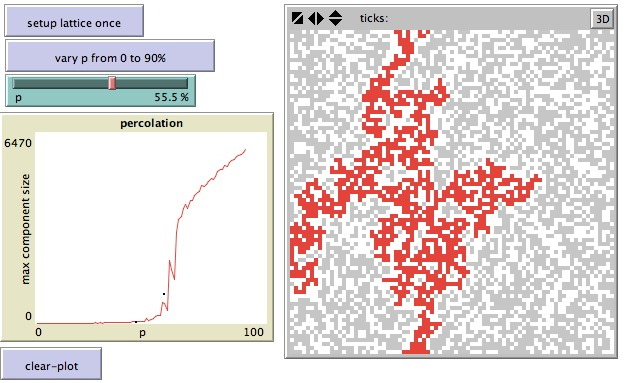 setup lattice once
vary p from 0 to 90%
p 55.5 %
percolation
6470
max component size
0
0 p 100
clear-plot
ticks:
3D